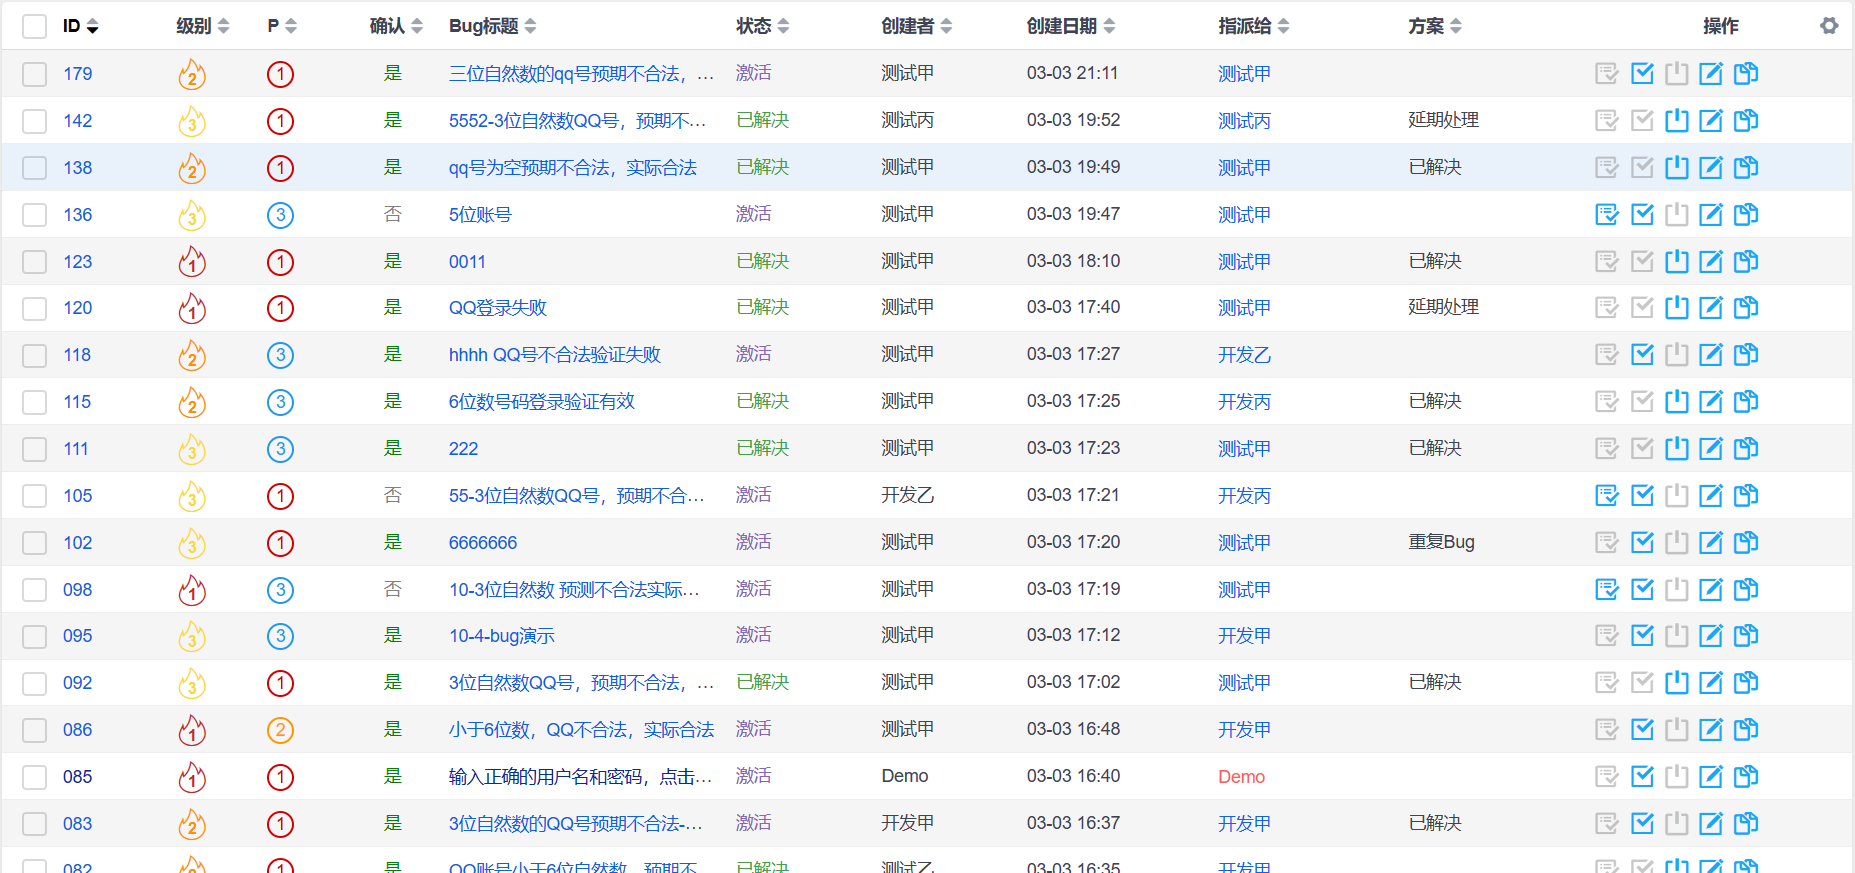 ID 级别 P 确认 Bug标题 状态 创建者 创建日期 指派给 方案 操作
179 2 1 是 三位自然数的qq号预期不合法，... 激活 测试甲 03-03 21:11 测试甲
142 3 1 是 5552-3位自然数QQ号，预期不... 已解决 测试丙 03-03 19:52 测试丙 延期处理
138 2 1 是 qq号为空预期不合法，实际合法 已解决 测试甲 03-03 19:49 测试甲 已解决
136 3 3 否 5位账号 激活 测试甲 03-03 19:47 测试甲
123 1 1 是 0011 已解决 测试甲 03-03 18:10 测试甲 已解决
120 1 1 是 QQ登录失败 已解决 测试甲 03-03 17:40 测试甲 延期处理
118 2 3 是 hhhh QQ号不合法验证失败 激活 测试甲 03-03 17:27 开发乙
115 2 3 是 6位数号码登录验证有效 已解决 测试甲 03-03 17:25 开发丙 已解决
111 3 3 是 222 已解决 测试甲 03-03 17:23 测试甲 已解决
105 3 1 否 55-3位自然数QQ号，预期不合... 激活 开发乙 03-03 17:21 开发丙
102 3 1 是 6666666 激活 测试甲 03-03 17:20 测试甲 重复Bug
098 1 3 否 10-3位自然数 预测不合法实际... 激活 测试甲 03-03 17:19 测试甲
095 3 3 是 10-4-bug演示 激活 测试甲 03-03 17:12 开发甲
092 3 1 是 3位自然数QQ号，预期不合法，... 已解决 测试甲 03-03 17:02 测试甲 已解决
086 1 2 是 小于6位数，QQ不合法，实际合法 激活 测试甲 03-03 16:48 开发甲
085 1 1 是 输入正确的用户名和密码，点击... 激活 Demo 03-03 16:40 Demo
083 2 1 是 3位自然数的QQ号预期不合法-... 激活 开发甲 03-03 16:37 开发甲 已解决
082 2 1 是 QQ账号小于6位自然数，预期不... 已解决 测试乙 03-03 16:35 开发甲